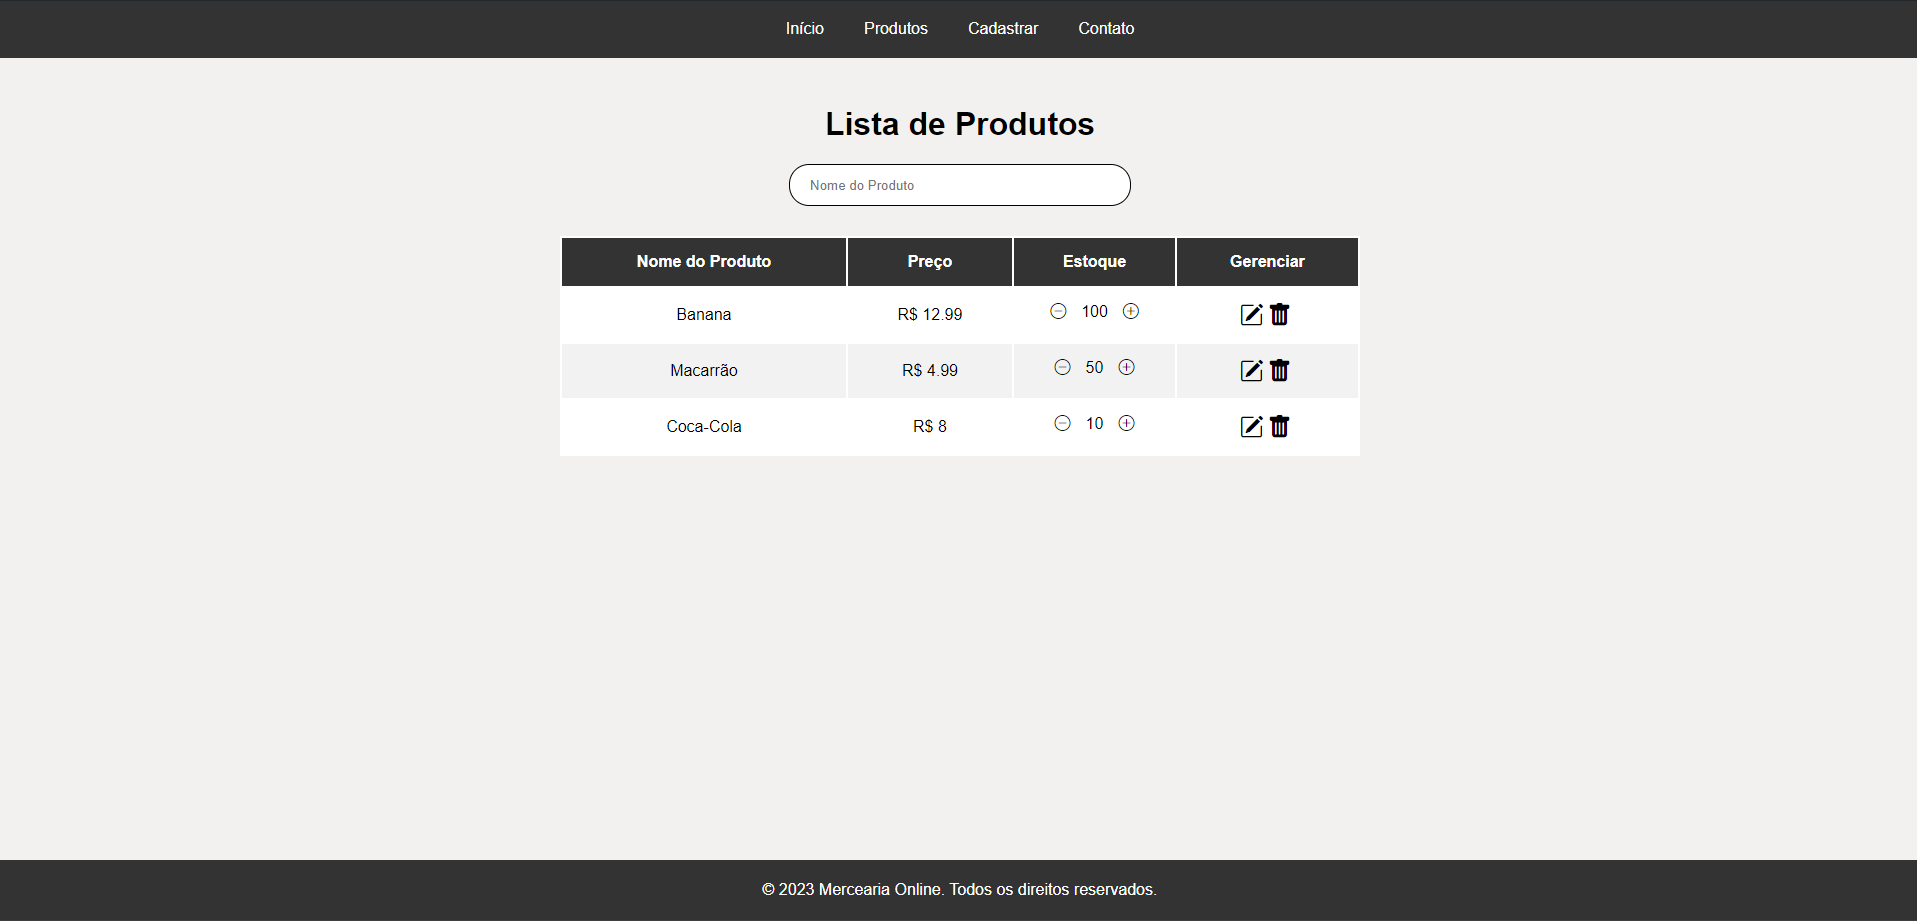 Início Produtos Cadastrar Contato
Lista de Produtos
Nome do Produto
Nome do Produto Preço Estoque Gerenciar
Banana R$ 12.99 100
Macarrão R$ 4.99 50
Coca-Cola R$ 8 10
© 2023 Mercearia Online. Todos os direitos reservados.